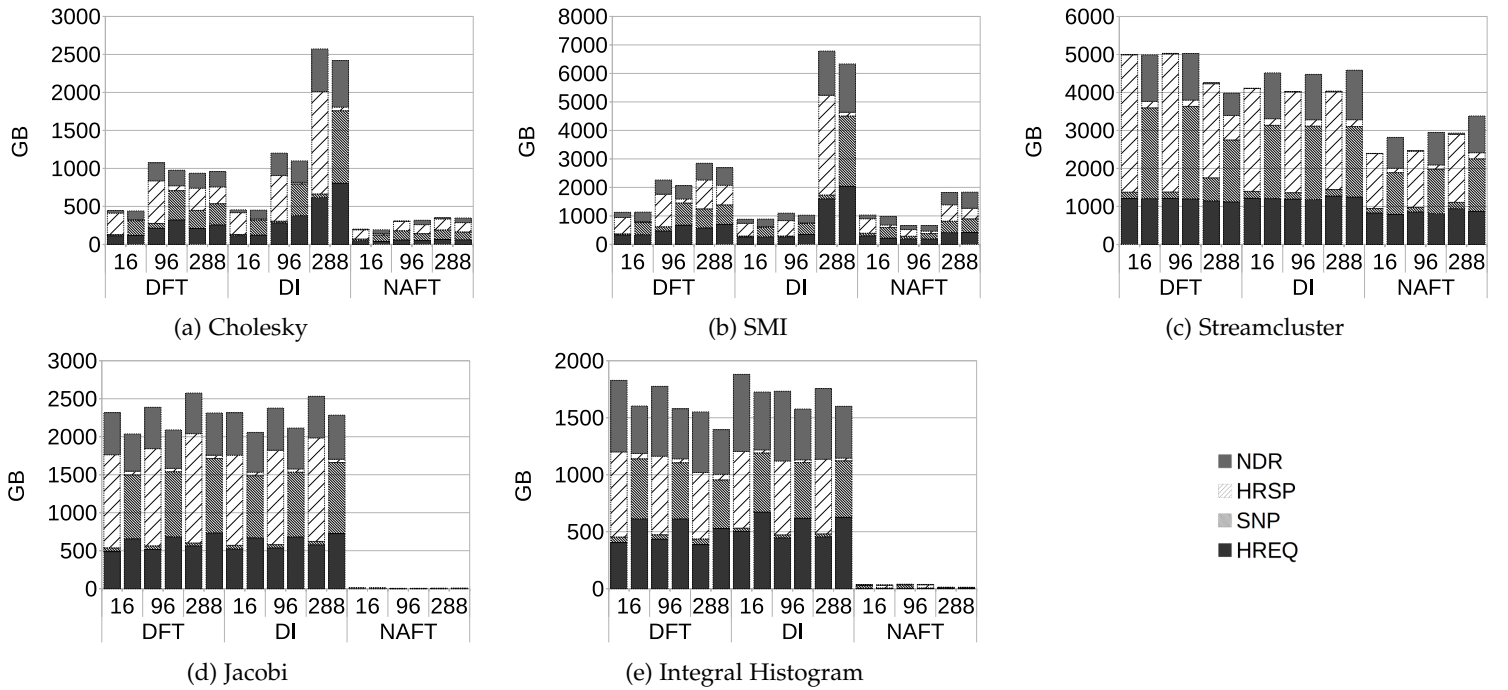 3000
2500
2000
1500
1000
500
0
GB
16 96 288 16 96 288 16 96 288
DFT DI NAFT
(a) Cholesky
8000
7000
6000
5000
4000
3000
2000
1000
0
GB
16 96 288 16 96 288 16 96 288
DFT DI NAFT
(b) SMI
6000
5000
4000
3000
2000
1000
0
GB
16 96 288 16 96 288 16 96 288
DFT DI NAFT
(c) Streamcluster
3000
2500
2000
1500
1000
500
0
GB
16 96 288 16 96 288 16 96 288
DFT DI NAFT
(d) Jacobi
2000
1500
1000
500
0
GB
16 96 288 16 96 288 16 96 288
DFT DI NAFT
(e) Integral Histogram
NDR
HRSP
SNP
HREQ